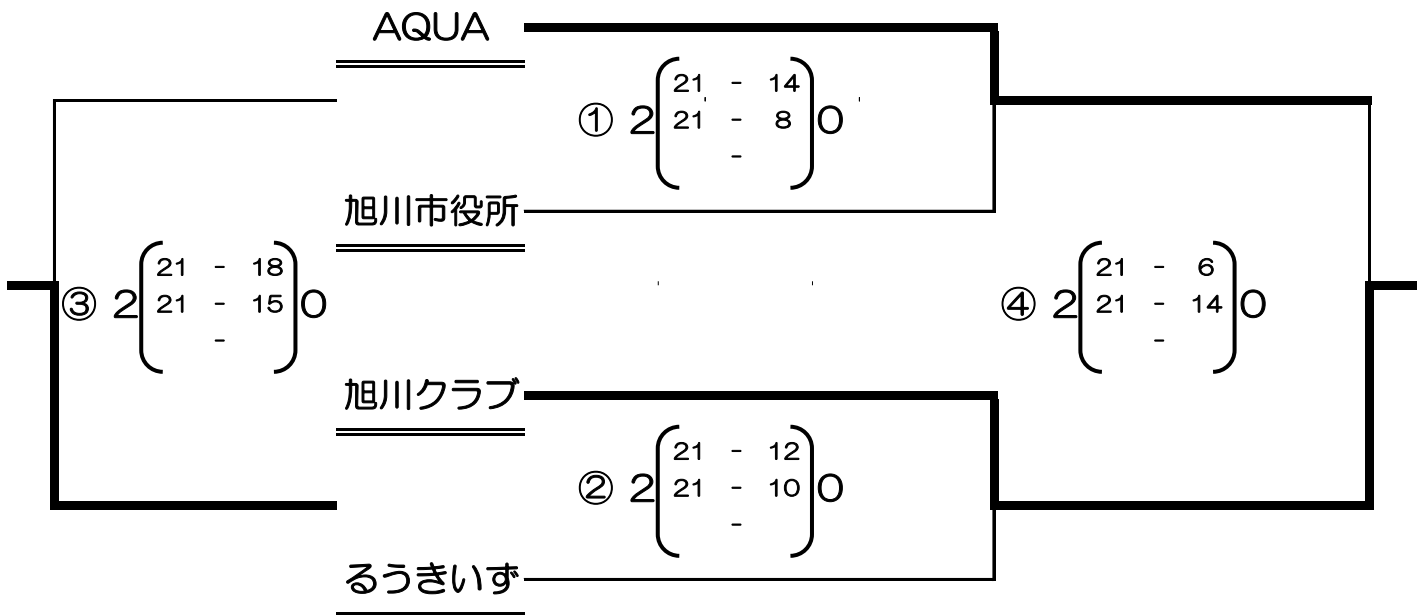 AQUA
21 - 14
① 2 21 - 8 0
-
旭川市役所
21 - 18
③ 2 21 - 15 0
-
21 - 6
④ 2 21 - 14 0
-
旭川クラブ
21 - 12
② 2 21 - 10 0
-
るうきいず